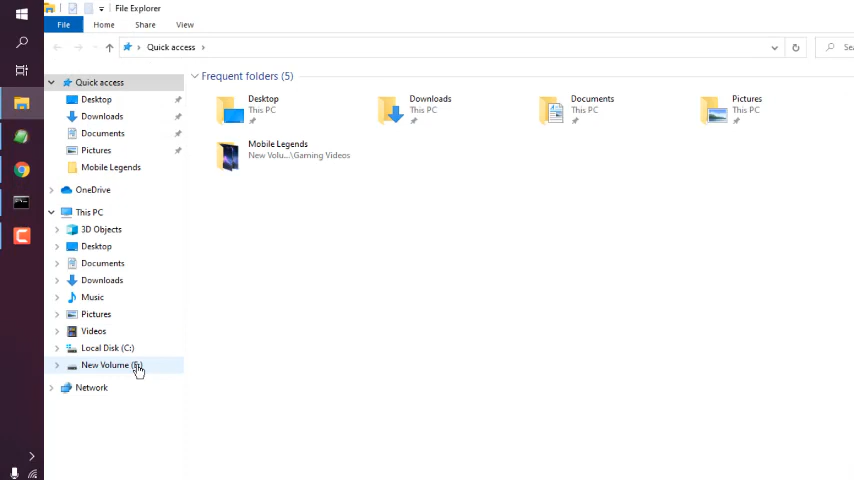 File Explorer
File Home Share View
Quick access
Quick access
Desktop
Downloads
Documents
Pictures
Mobile Legends
OneDrive
This PC
3D Objects
Desktop
Documents
Downloads
Music
Pictures
Videos
Local Disk (C:)
New Volume
Network
Frequent folders (5)
Desktop
This PC
Downloads
This PC
Documents
This PC
Pictures
This PC
Mobile Legends
New Volu...\Gaming Videos